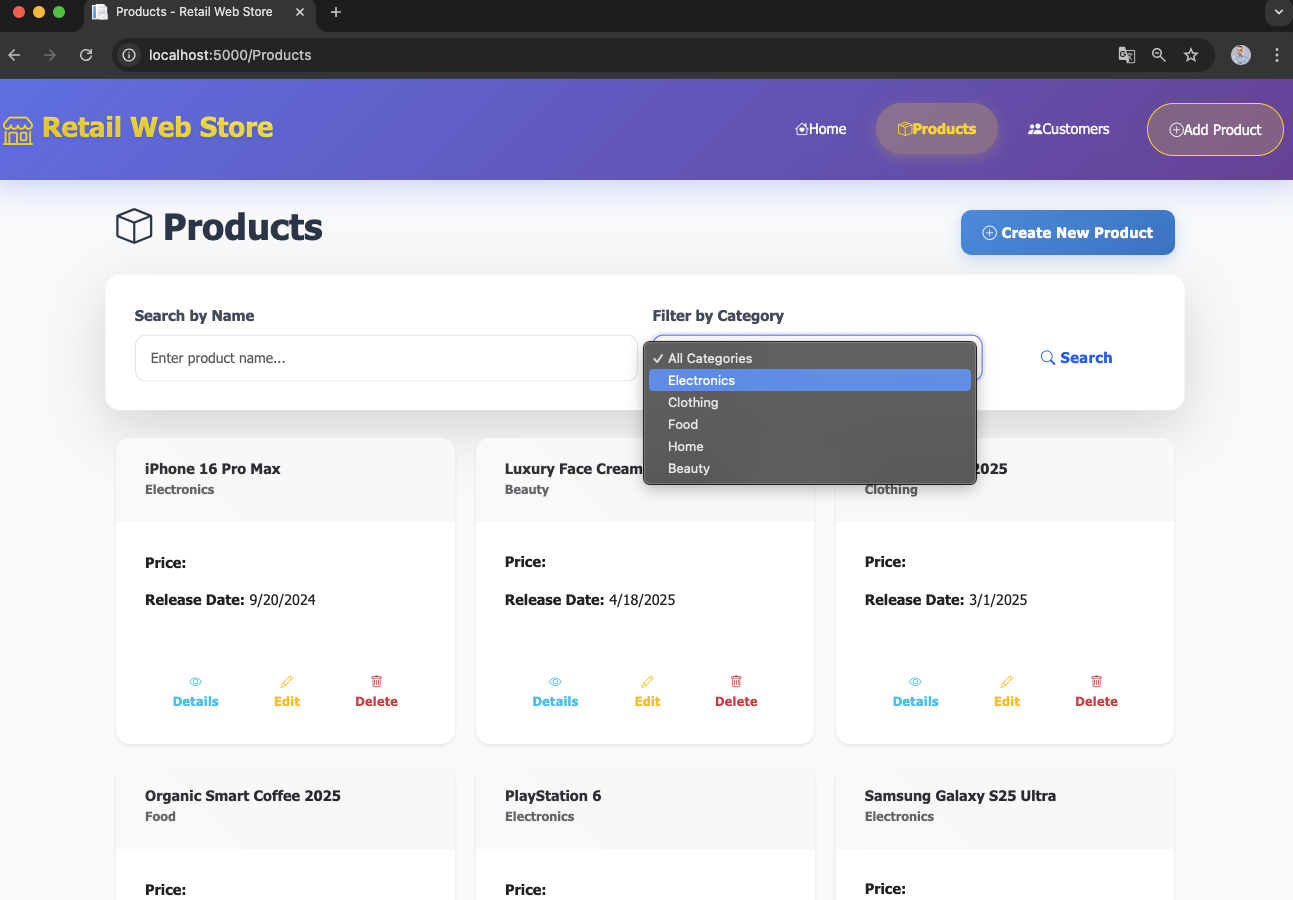 Products - Retail Web Store
localhost:5000/Products
Retail Web Store
Home
Products
Customers
Add Product
Products
Create New Product
Search by Name
Filter by Category
Enter product name...
✓ All Categories
Electronics
Clothing
Food
Home
Beauty
Search
iPhone 16 Pro Max
Electronics
Price:
Release Date: 9/20/2024
Details Edit Delete
Luxury Face Cream
Beauty
Price:
Release Date: 4/18/2025
Details Edit Delete
2025
Clothing
Price:
Release Date: 3/1/2025
Details Edit Delete
Organic Smart Coffee 2025
Food
Price:
PlayStation 6
Electronics
Price:
Samsung Galaxy S25 Ultra
Electronics
Price: